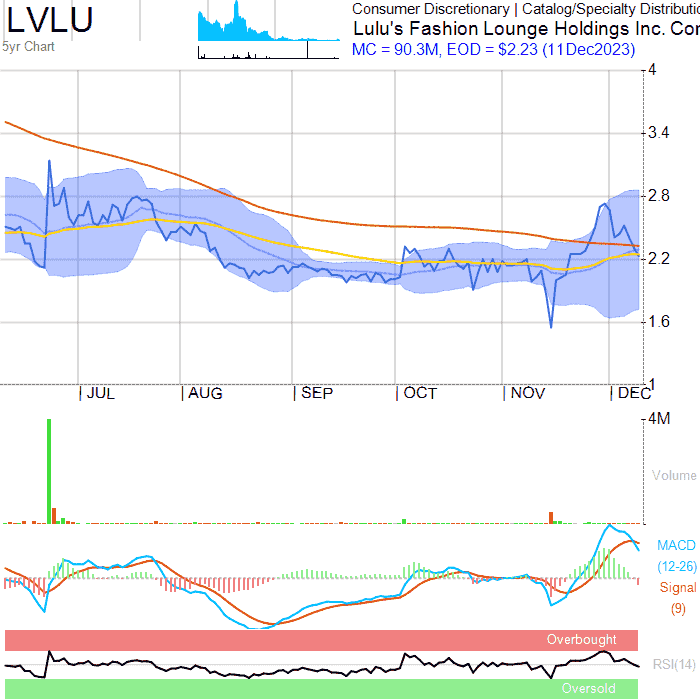 LVLU
5yr Chart
Consumer Discretionary | Catalog/Specialty Distributio
Lulu's Fashion Lounge Holdings Inc. Cor
MC = 90.3M, EOD = $2.23 (11Dec2023)
4
3.4
2.8
2.2
1.6
1
| JUL
| AUG
| SEP
| OCT
| NOV
| DEC
4M
Volume
MACD
(12-26)
Signal
(9)
Overbought
RSI(14)
Oversold